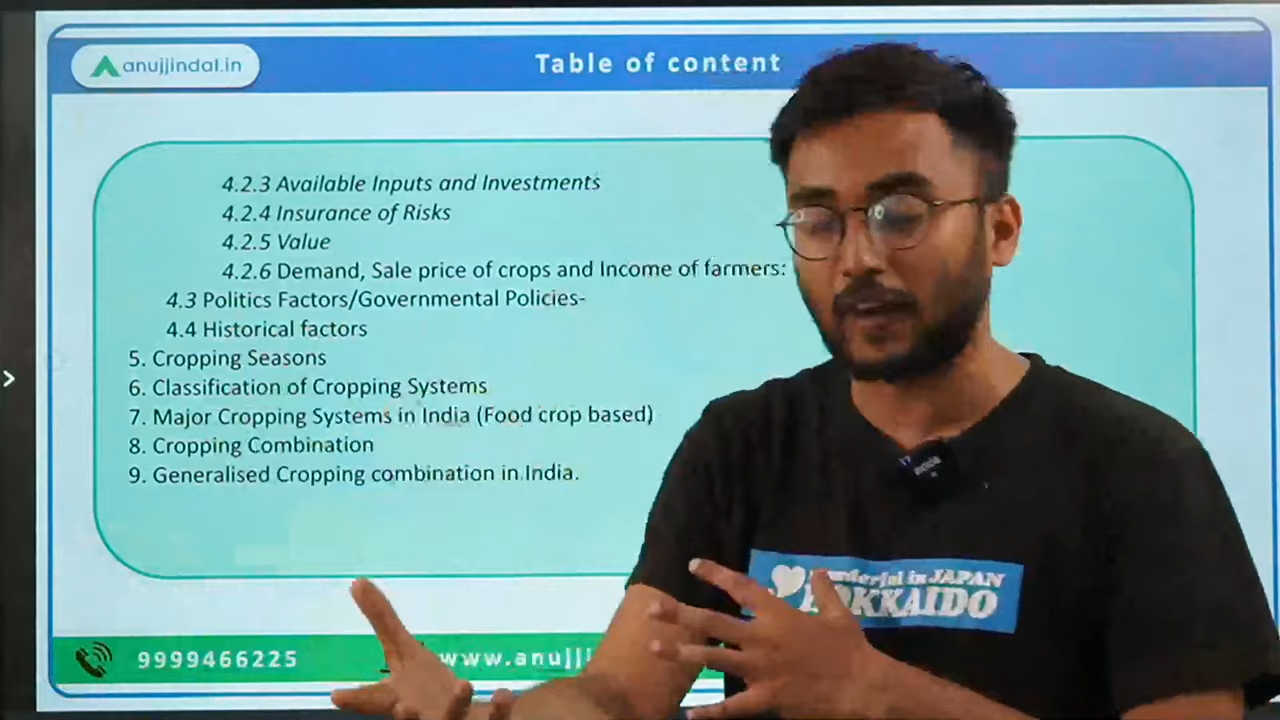 anujjindal.in
Table of content
4.2.3 Available Inputs and Investments
4.2.4 Insurance of Risks
4.2.5 Value
4.2.6 Demand, Sale price of crops and Income of farmers:
4.3 Politics Factors/Governmental Policies-
4.4 Historical factors
5. Cropping Seasons
6. Classification of Cropping Systems
7. Major Cropping Systems in India (Food crop based)
8. Cropping Combination
9. Generalised Cropping combination in India.
in JAPAN
HOKKAIDO
9999466225